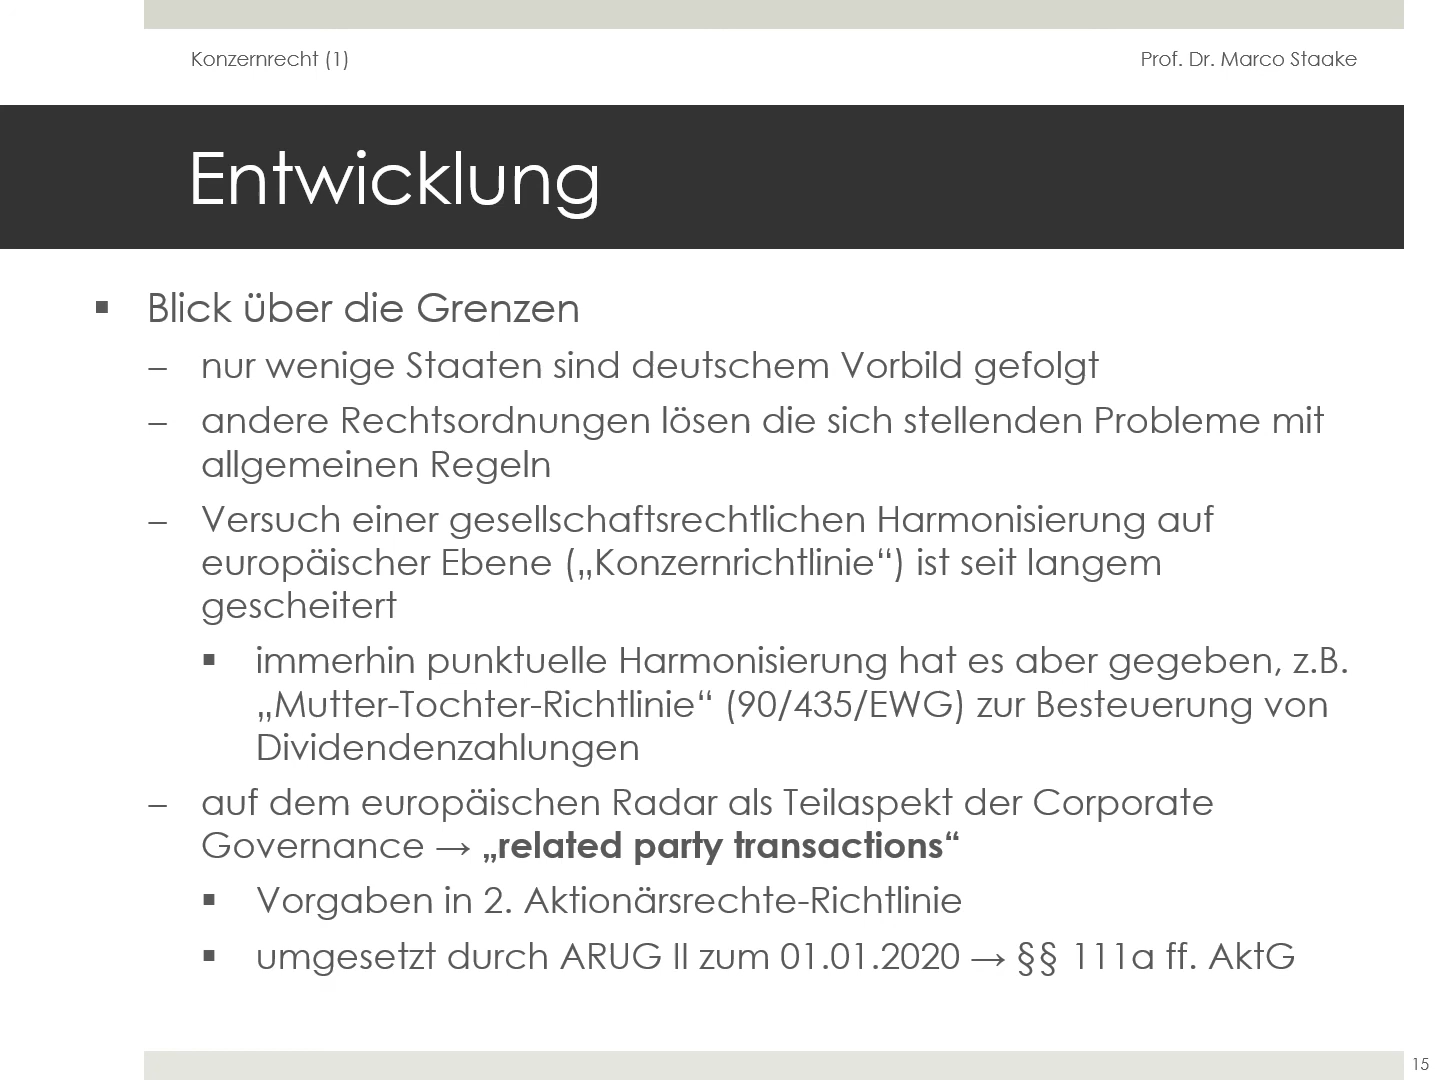 Konzernrecht (1)
Prof. Dr. Marco Staake
Entwicklung
▪ Blick über die Grenzen
– nur wenige Staaten sind deutschem Vorbild gefolgt
– andere Rechtsordnungen lösen die sich stellenden Probleme mit
allgemeinen Regeln
– Versuch einer gesellschaftsrechtlichen Harmonisierung auf
europäischer Ebene („Konzernrichtlinie“) ist seit langem
gescheitert
▪ immerhin punktuelle Harmonisierung hat es aber gegeben, z.B.
„Mutter-Tochter-Richtlinie“ (90/435/EWG) zur Besteuerung von
Dividendenzahlungen
– auf dem europäischen Radar als Teilaspekt der Corporate
Governance → „related party transactions“
▪ Vorgaben in 2. Aktionärsrechte-Richtlinie
▪ umgesetzt durch ARUG II zum 01.01.2020 → §§ 111a ff. AktG
15